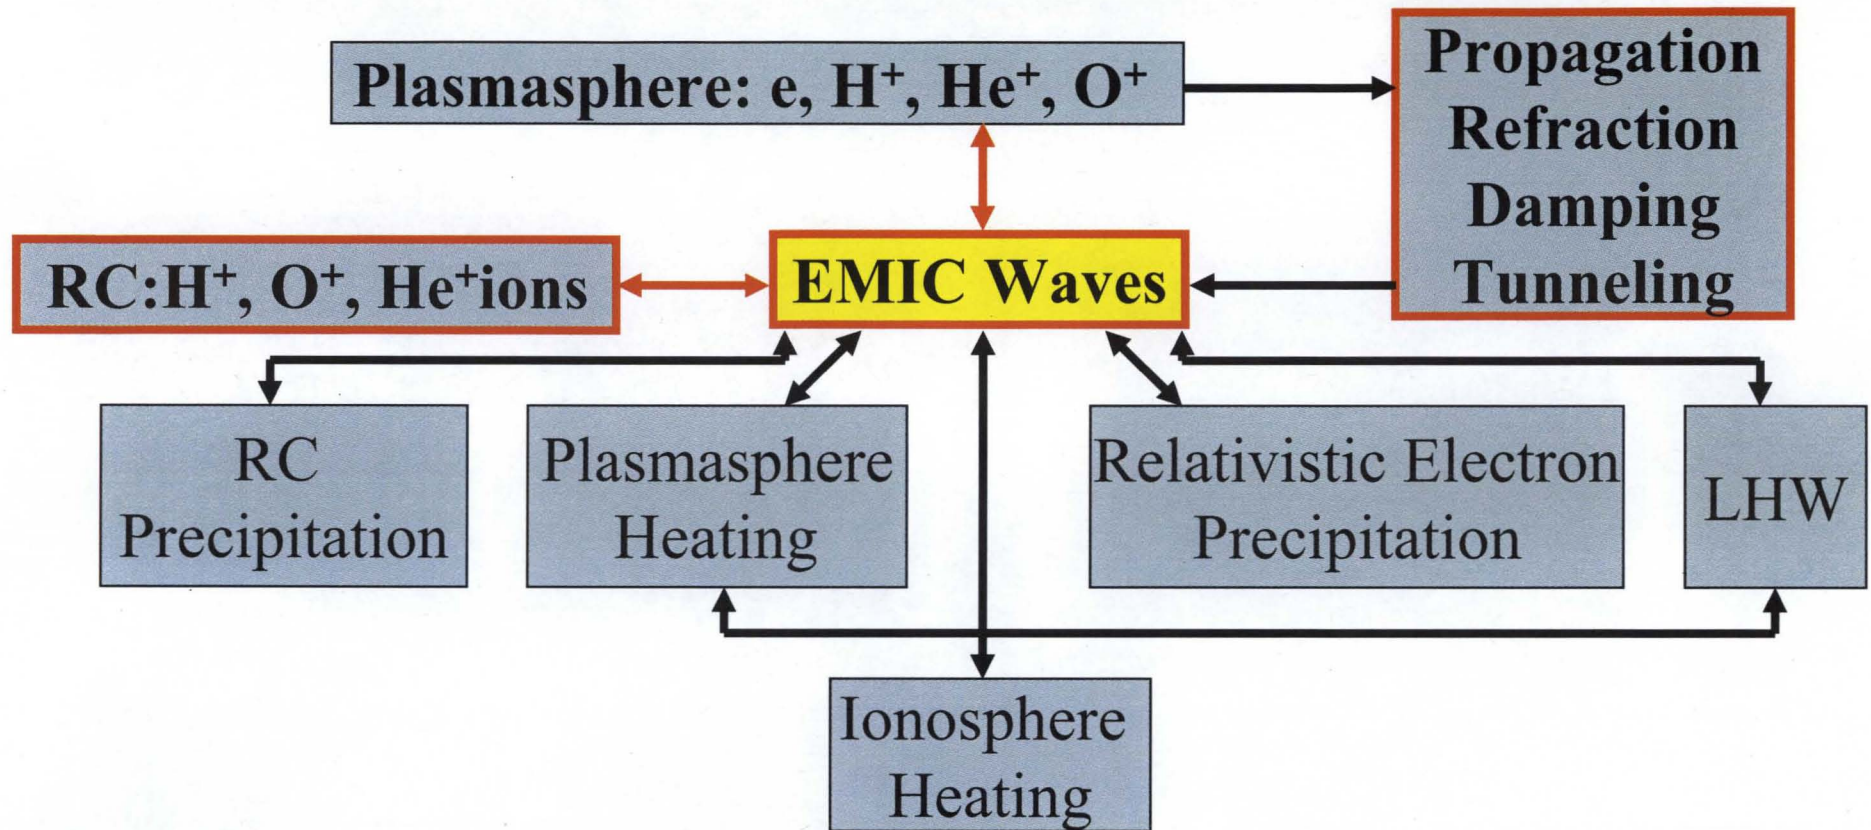 Plasmasphere: e, H⁺, He⁺, O⁺
Propagation
Refraction
Damping
Tunneling
RC:H⁺, O⁺, He⁺ions
EMIC Waves
RC
Precipitation
Plasmasphere
Heating
Relativistic Electron
Precipitation
LHW
Ionosphere
Heating